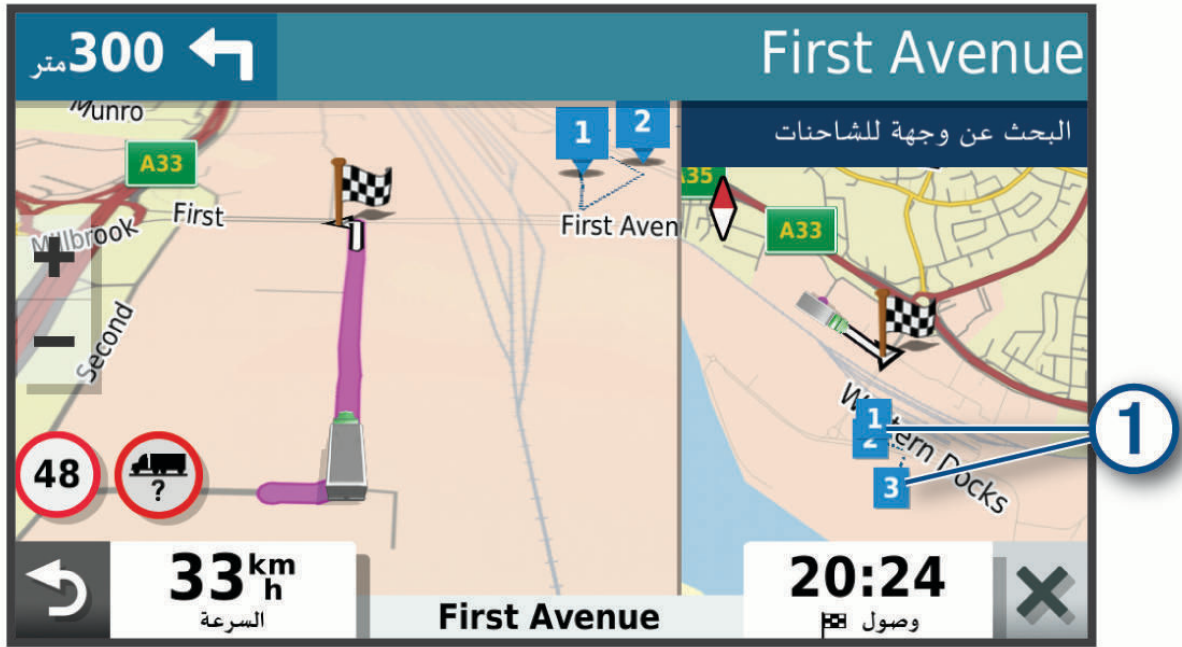 300 متر
First Avenue
البحث عن وجهة للشاحنات
Munro
A33
First
Millbrook
Second
1
2
First Aven
A35
A33
Western Docks
1
2
3
1
+
−
48
?
33 km h
السرعة
First Avenue
20:24
وصول